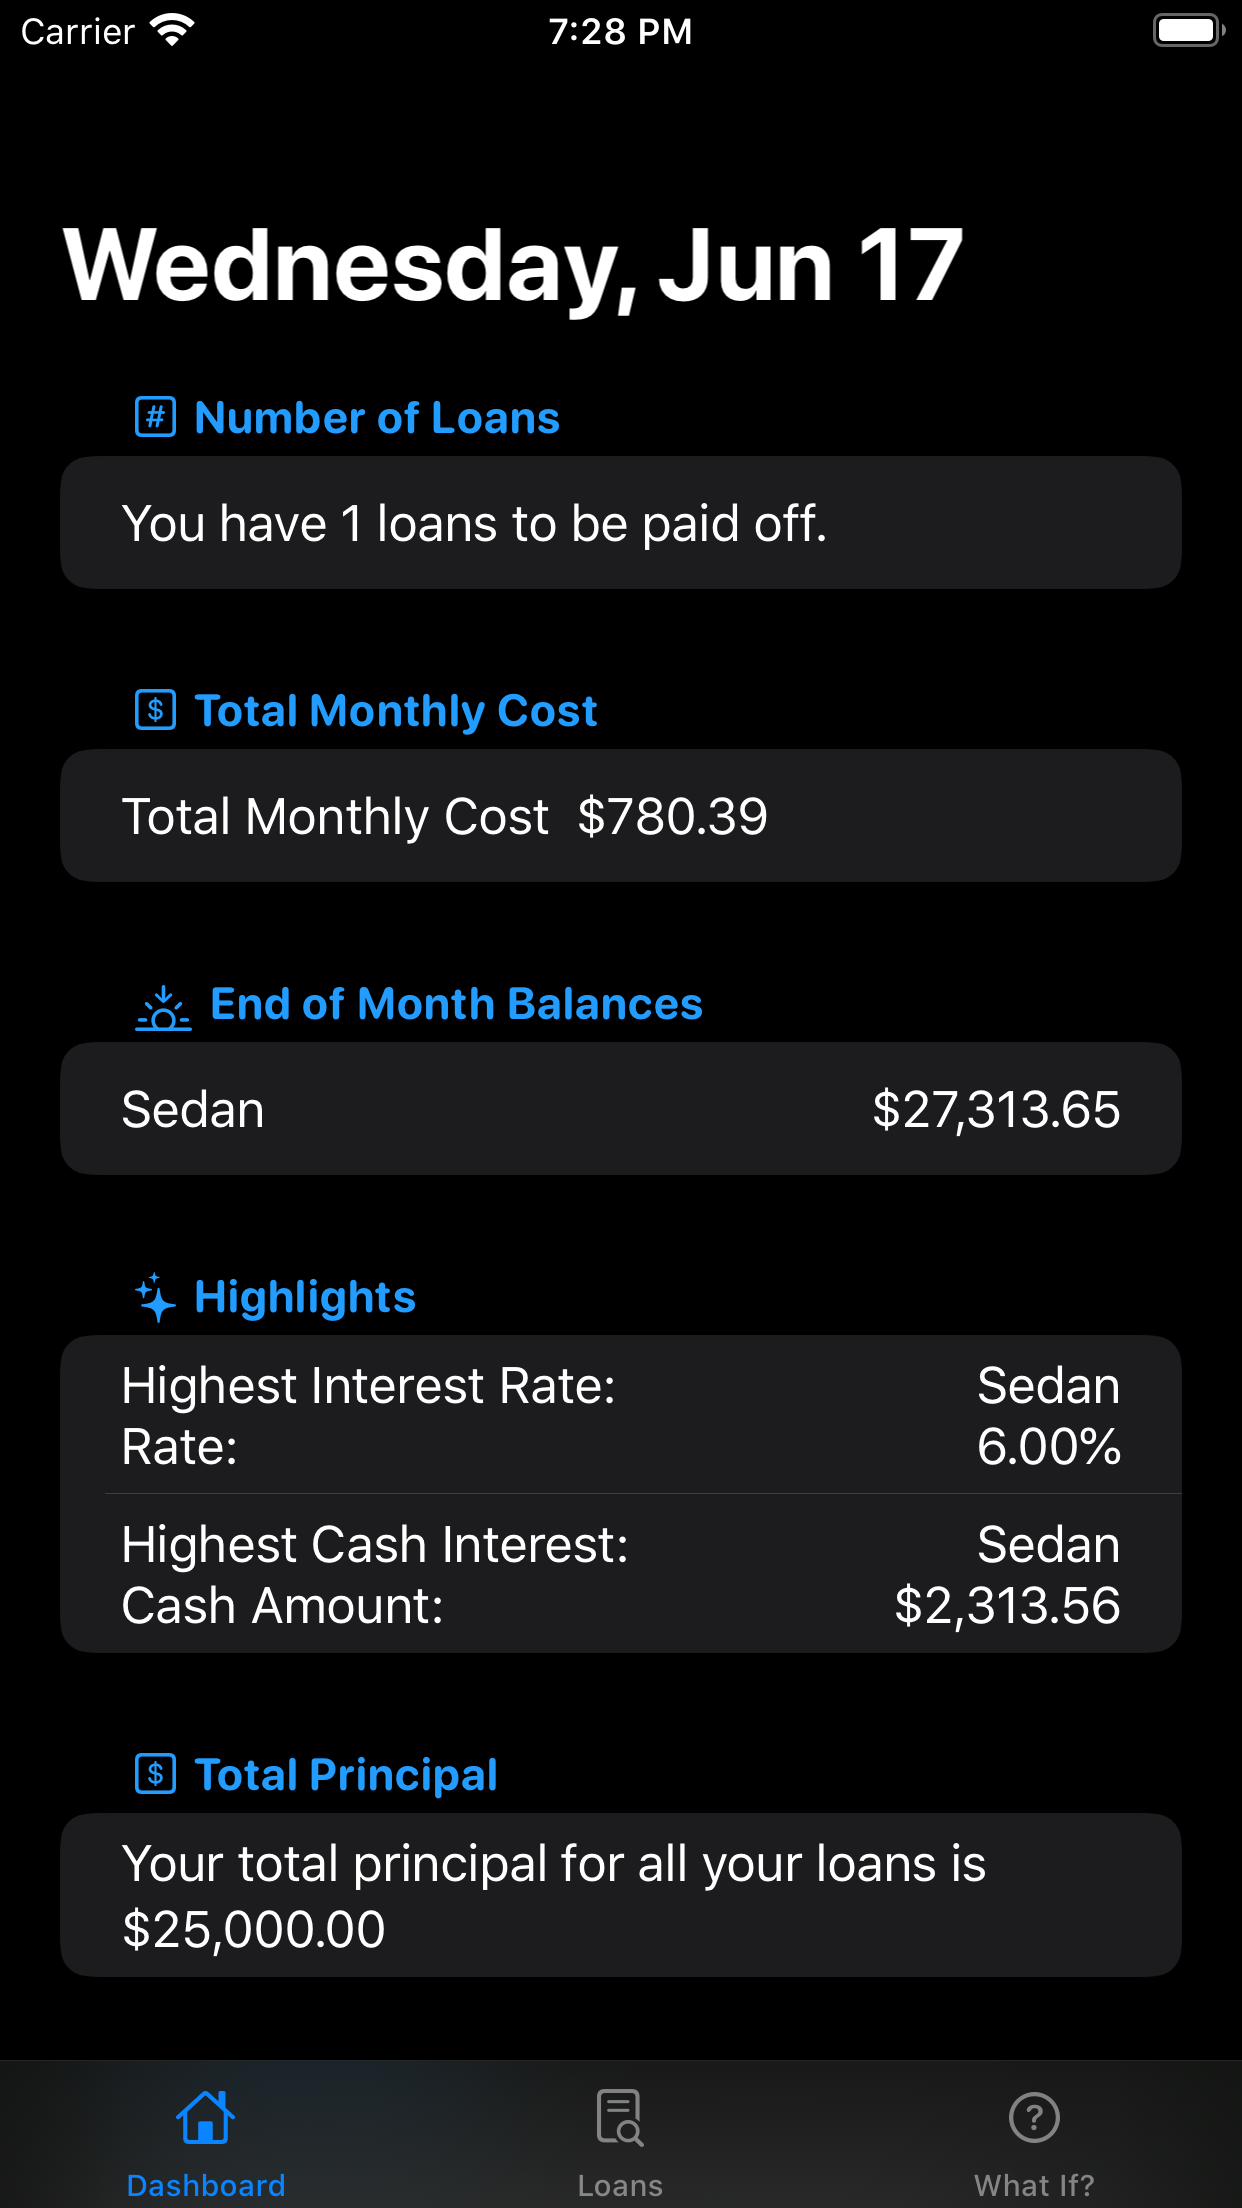 Carrier 7:28 PM
Wednesday, Jun 17
# Number of Loans
You have 1 loans to be paid off.
$ Total Monthly Cost
Total Monthly Cost $780.39
End of Month Balances
Sedan $27,313.65
Highlights
Highest Interest Rate: Sedan
Rate: 6.00%
Highest Cash Interest: Sedan
Cash Amount: $2,313.56
$ Total Principal
Your total principal for all your loans is
$25,000.00
?
Dashboard Loans What If?